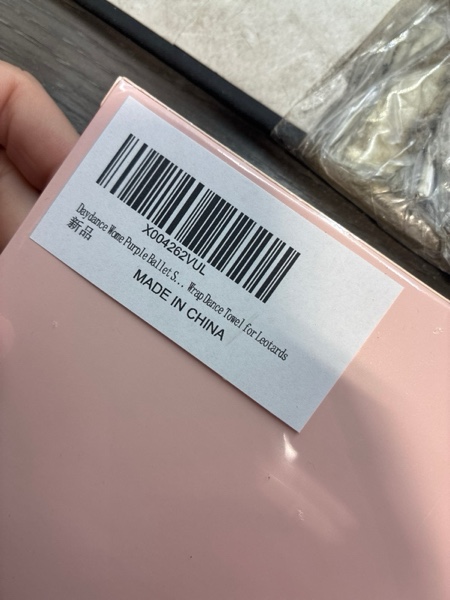 X004262VUL
Daydance Wome Purple Ballet S... Wrap Dance Towel for Leotards
新品
MADE IN CHINA